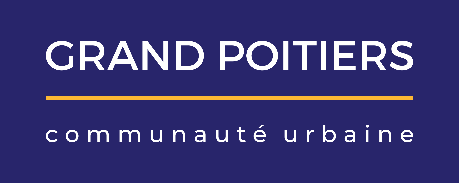 GRAND POITIERS
communauté urbaine